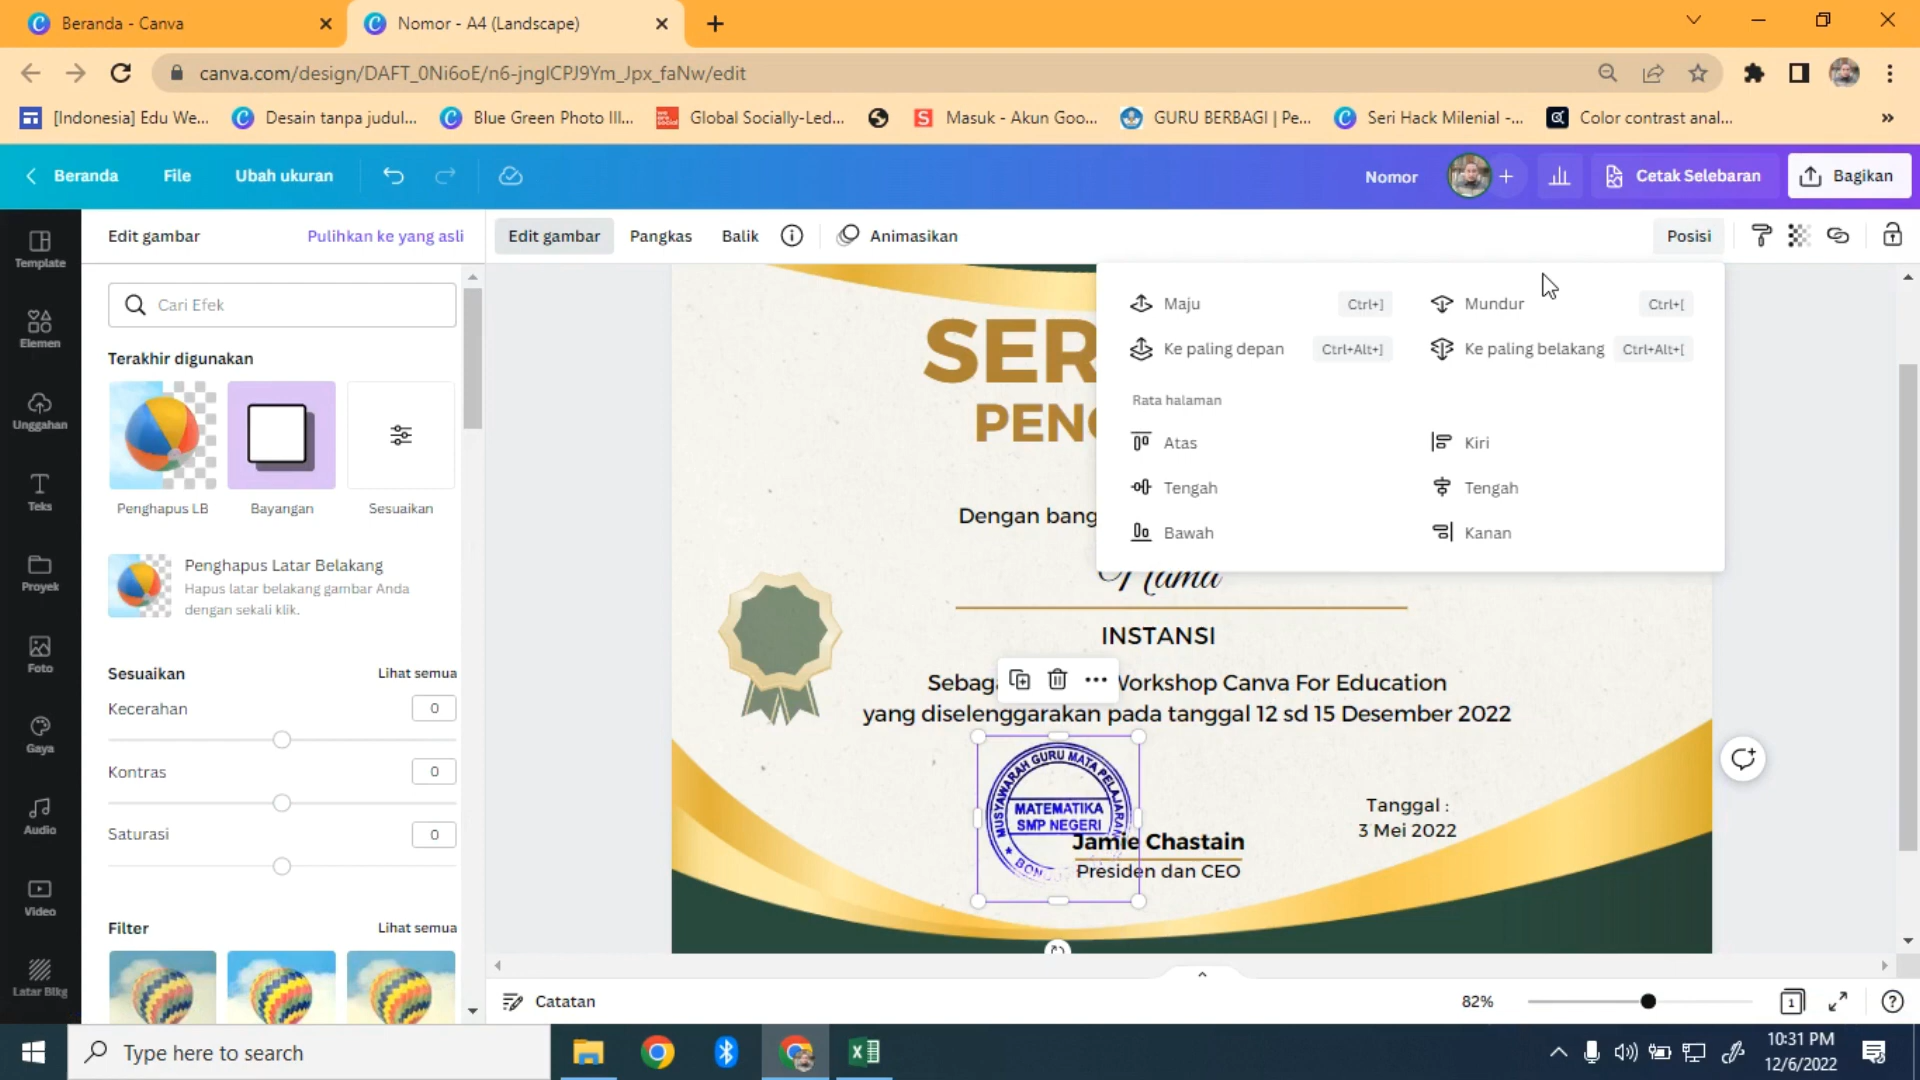 Beranda - Canva
Nomor - A4 (Landscape)
canva.com/design/DAFT_0Ni6oE/n6-jnglCPJ9Ym_Jpx_faNw/edit
[Indonesia] Edu We...
Desain tanpa judul...
Blue Green Photo Ill...
Global Socially-Led...
Masuk - Akun Goo...
GURU BERBAGI | Pe...
Seri Hack Milenial -...
Color contrast anal...
Beranda
File
Ubah ukuran
Nomor
Cetak Selebaran
Bagikan
Template
Elemen
Unggahan
Teks
Proyek
Foto
Gaya
Audio
Video
Latar Blkg
Edit gambar
Pulihkan ke yang asli
Cari Efek
Terakhir digunakan
Penghapus LB
Bayangan
Sesuaikan
Penghapus Latar Belakang
Hapus latar belakang gambar Anda
dengan sekali klik.
Sesuaikan
Lihat semua
Kecerahan
0
Kontras
0
Saturasi
0
Filter
Lihat semua
Edit gambar
Pangkas
Balik
Animasikan
Posisi
Maju
Ctrl+]
Mundur
Ctrl+[
Ke paling depan
Ctrl+Alt+]
Ke paling belakang
Ctrl+Alt+[
Rata halaman
Atas
Kiri
Tengah
Tengah
Bawah
Kanan
SER
PEN
Dengan bang
Nama
INSTANSI
Sebaga
Workshop Canva For Education
yang diselenggarakan pada tanggal 12 sd 15 Desember 2022
MUSYAWARAH GURU MATA PELAJARAN
MATEMATIKA
SMP NEGERI
Jamie Chastain
Presiden dan CEO
Tanggal :
3 Mei 2022
Catatan
82%
1
Type here to search
10:31 PM
12/6/2022